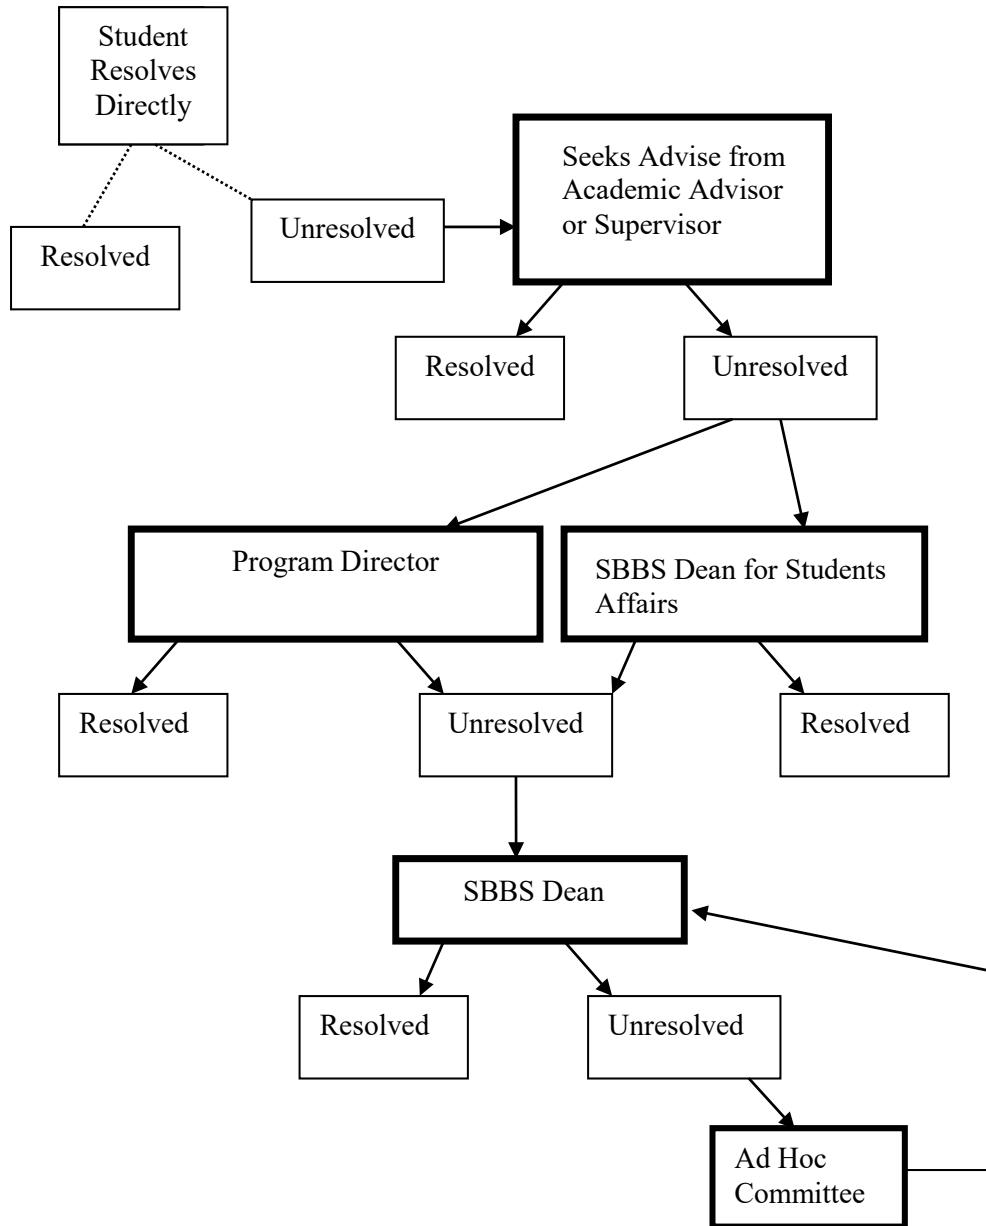 Student
Resolves
Directly
Seeks Advise from
Academic Advisor
or Supervisor
Unresolved
Resolved
Resolved
Unresolved
Program Director
SBBS Dean for Students
Affairs
Resolved
Unresolved
Resolved
SBBS Dean
Resolved
Unresolved
Ad Hoc
Committee